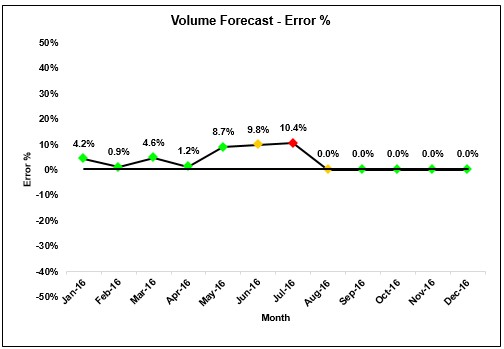 Volume Forecast - Error %
50%
40%
30%
20%
10%
0%
-10%
-20%
-30%
-40%
-50%
Error %
4.2%
0.9%
4.6%
1.2%
8.7%
9.8%
10.4%
0.0%
0.0%
0.0%
0.0%
0.0%
Jan-16
Feb-16
Mar-16
Apr-16
May-16
Jun-16
Jul-16
Aug-16
Sep-16
Oct-16
Nov-16
Dec-16
Month